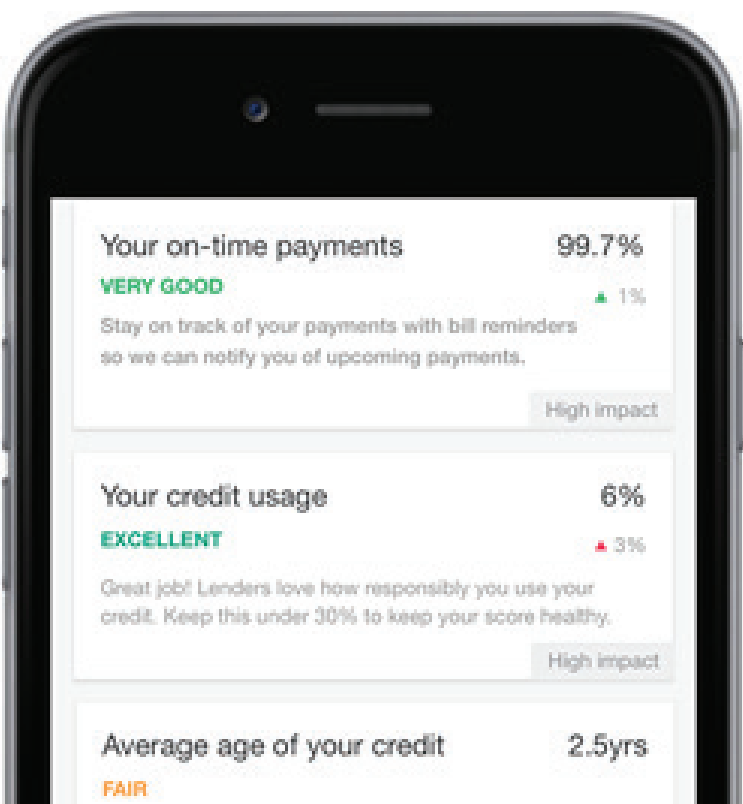 Your on-time payments 99.7%
VERY GOOD
▲ 1%
Stay on track of your payments with bill reminders
so we can notify you of upcoming payments.
High impact
Your credit usage 6%
EXCELLENT
▲ 3%
Great job! Lenders love how responsibly you use your
credit. Keep this under 30% to keep your score healthy.
High impact
Average age of your credit 2.5yrs
FAIR